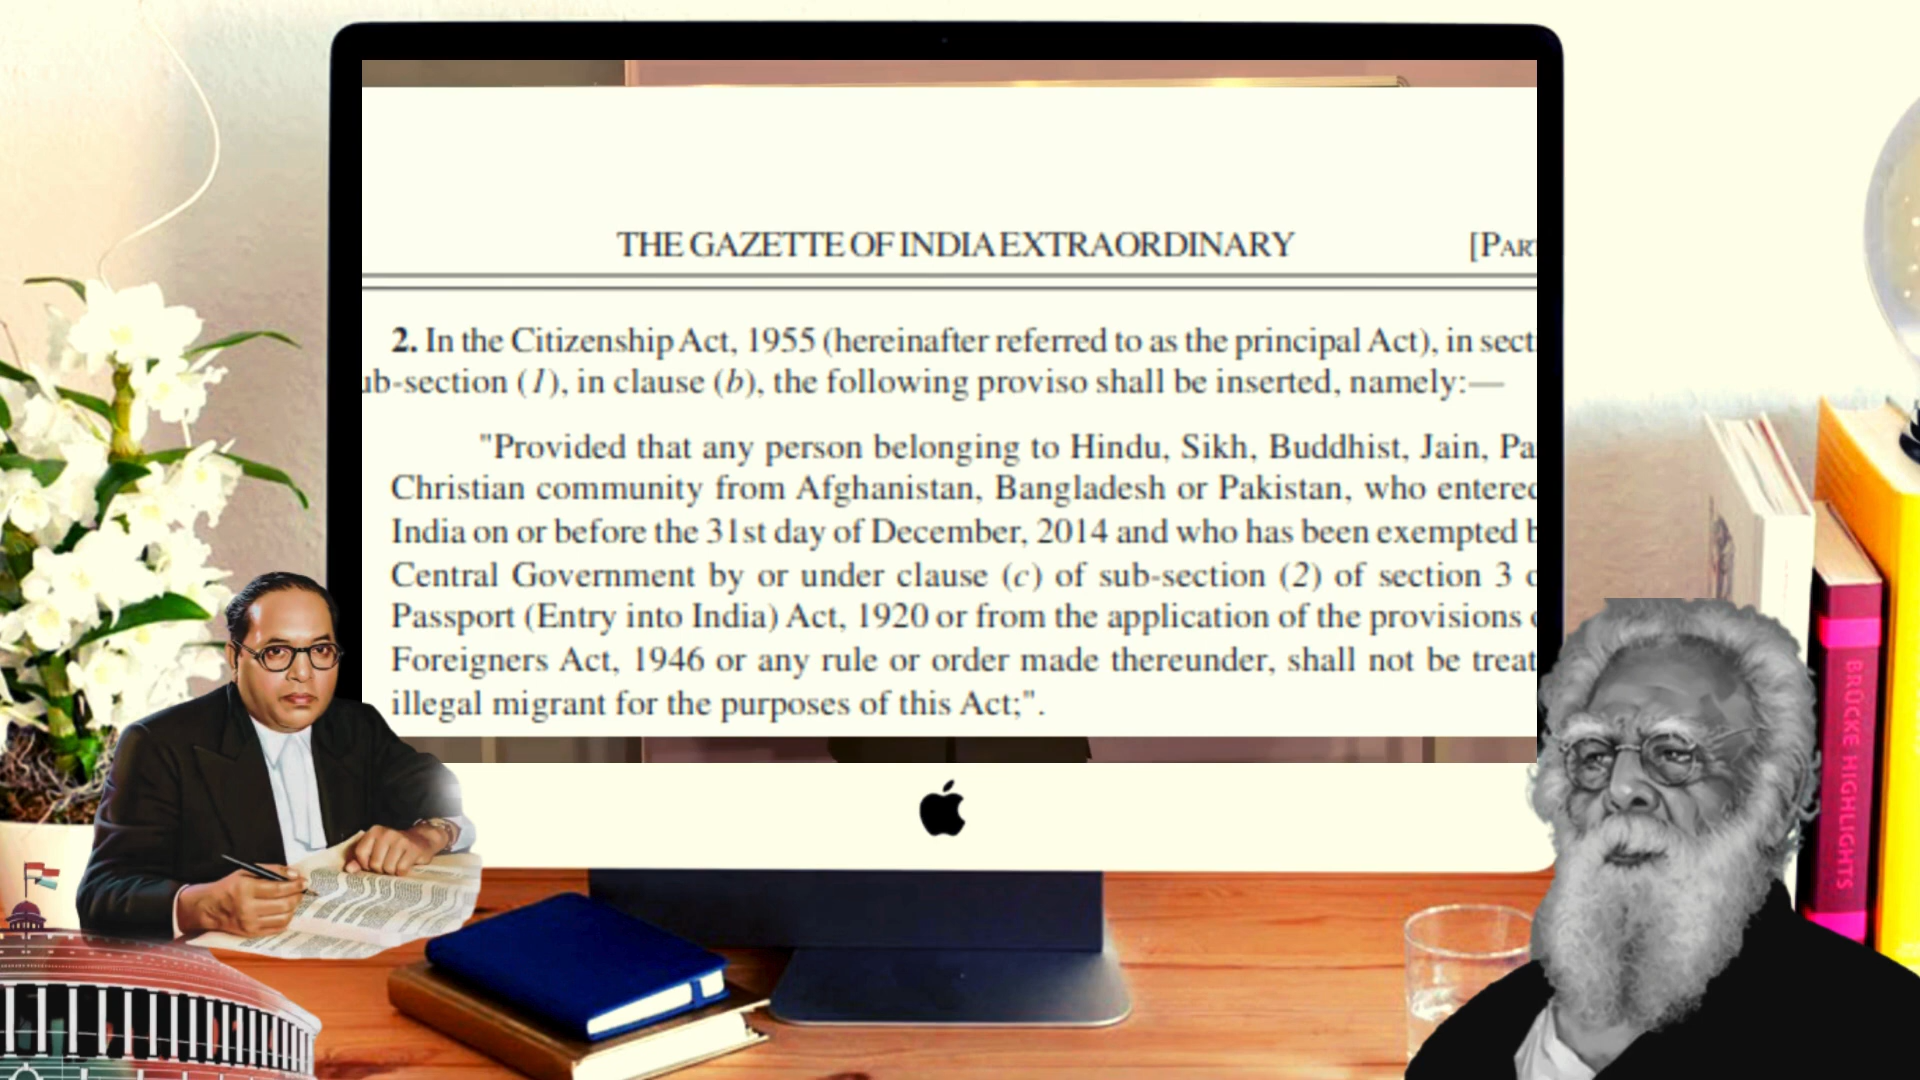 THE GAZETTE OF INDIA EXTRAORDINARY [PAR
2. In the Citizenship Act, 1955 (hereinafter referred to as the principal Act), in sect
ub-section (1), in clause (b), the following proviso shall be inserted, namely:—
"Provided that any person belonging to Hindu, Sikh, Buddhist, Jain, Pa
Christian community from Afghanistan, Bangladesh or Pakistan, who entered
India on or before the 31st day of December, 2014 and who has been exempted b
Central Government by or under clause (c) of sub-section (2) of section 3 o
Passport (Entry into India) Act, 1920 or from the application of the provisions o
Foreigners Act, 1946 or any rule or order made thereunder, shall not be treat
illegal migrant for the purposes of this Act;".
BRÜCKE HIGHLIGHTS